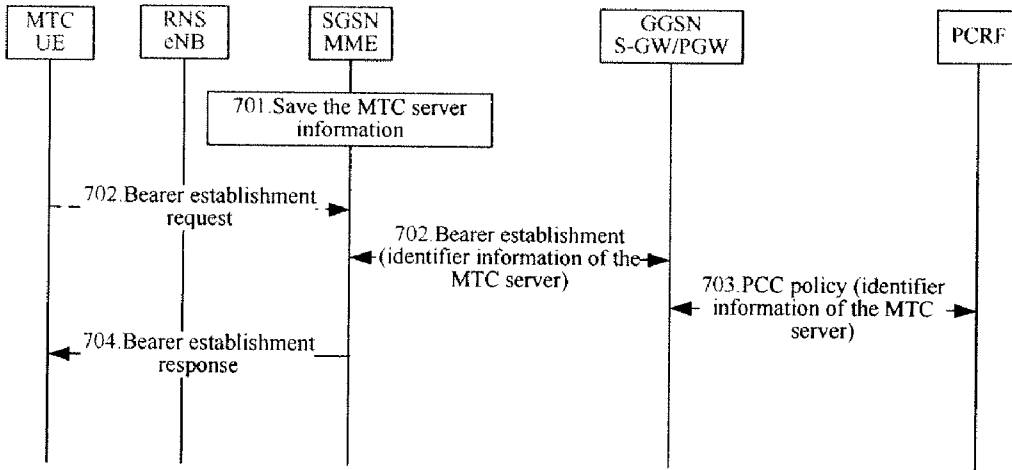 MTC
UE
RNS
eNB
SGSN
MME
GGSN
S-GW/PGW
PCRF
701.Save the MTC server
information
702.Bearer establishment
request
702.Bearer establishment
(identifier information of the
MTC server)
703.PCC policy (identifier
information of the MTC
server)
704.Bearer establishment
response